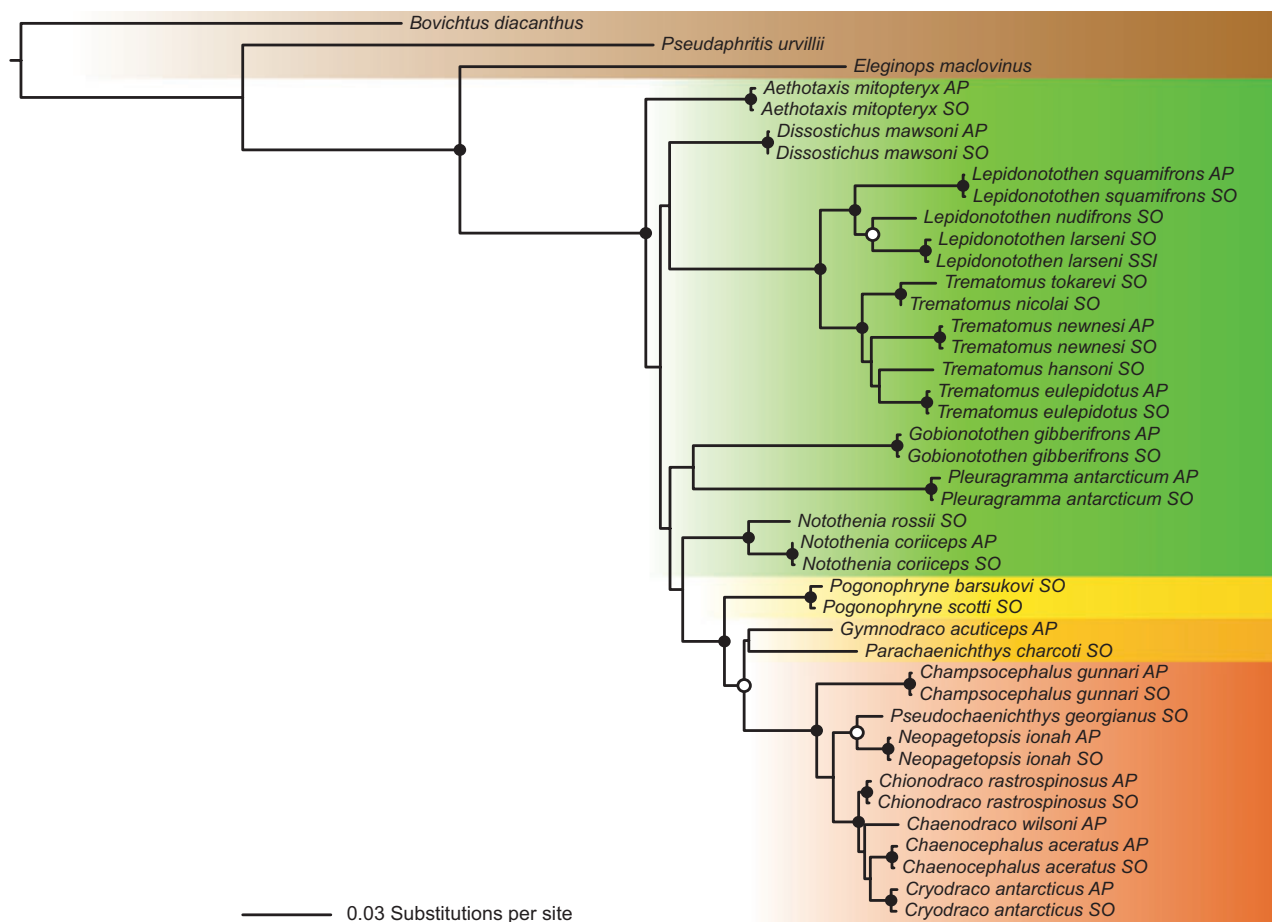 Bovichtus diacanthus
Pseudaphritis urvillii
Eleginops maclovinus
Aethotaxis mitopteryx AP
Aethotaxis mitopteryx SO
Dissostichus mawsoni AP
Dissostichus mawsoni SO
Lepidonotothen squamifrons AP
Lepidonotothen squamifrons SO
Lepidonotothen nudifrons SO
Lepidonotothen larseni SO
Lepidonotothen larseni SSI
Trematomus tokarevi SO
Trematomus nicolai SO
Trematomus newnesi AP
Trematomus newnesi SO
Trematomus hansoni SO
Trematomus eulepidotus AP
Trematomus eulepidotus SO
Gobionotothen gibberifrons AP
Gobionotothen gibberifrons SO
Pleuragramma antarcticum AP
Pleuragramma antarcticum SO
Notothenia rossii SO
Notothenia coriiceps AP
Notothenia coriiceps SO
Pogonophryne barsukovi SO
Pogonophryne scotti SO
Gymnodraco acuticeps AP
Parachaenichthys charcoti SO
Champsocephalus gunnari AP
Champsocephalus gunnari SO
Pseudochaenichthys georgianus SO
Neopagetopsis ionah AP
Neopagetopsis ionah SO
Chionodraco rastrospinosus AP
Chionodraco rastrospinosus SO
Chaenodraco wilsoni AP
Chaenocephalus aceratus AP
Chaenocephalus aceratus SO
Cryodraco antarcticus AP
Cryodraco antarcticus SO
0.03 Substitutions per site